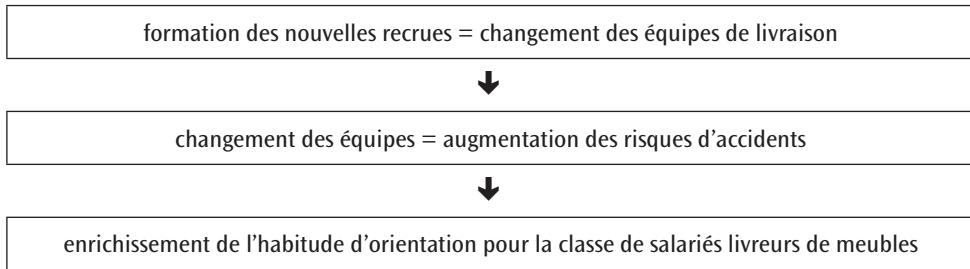 formation des nouvelles recrues = changement des équipes de livraison
changement des équipes = augmentation des risques d’accidents
enrichissement de l’habitude d’orientation pour la classe de salariés livreurs de meubles